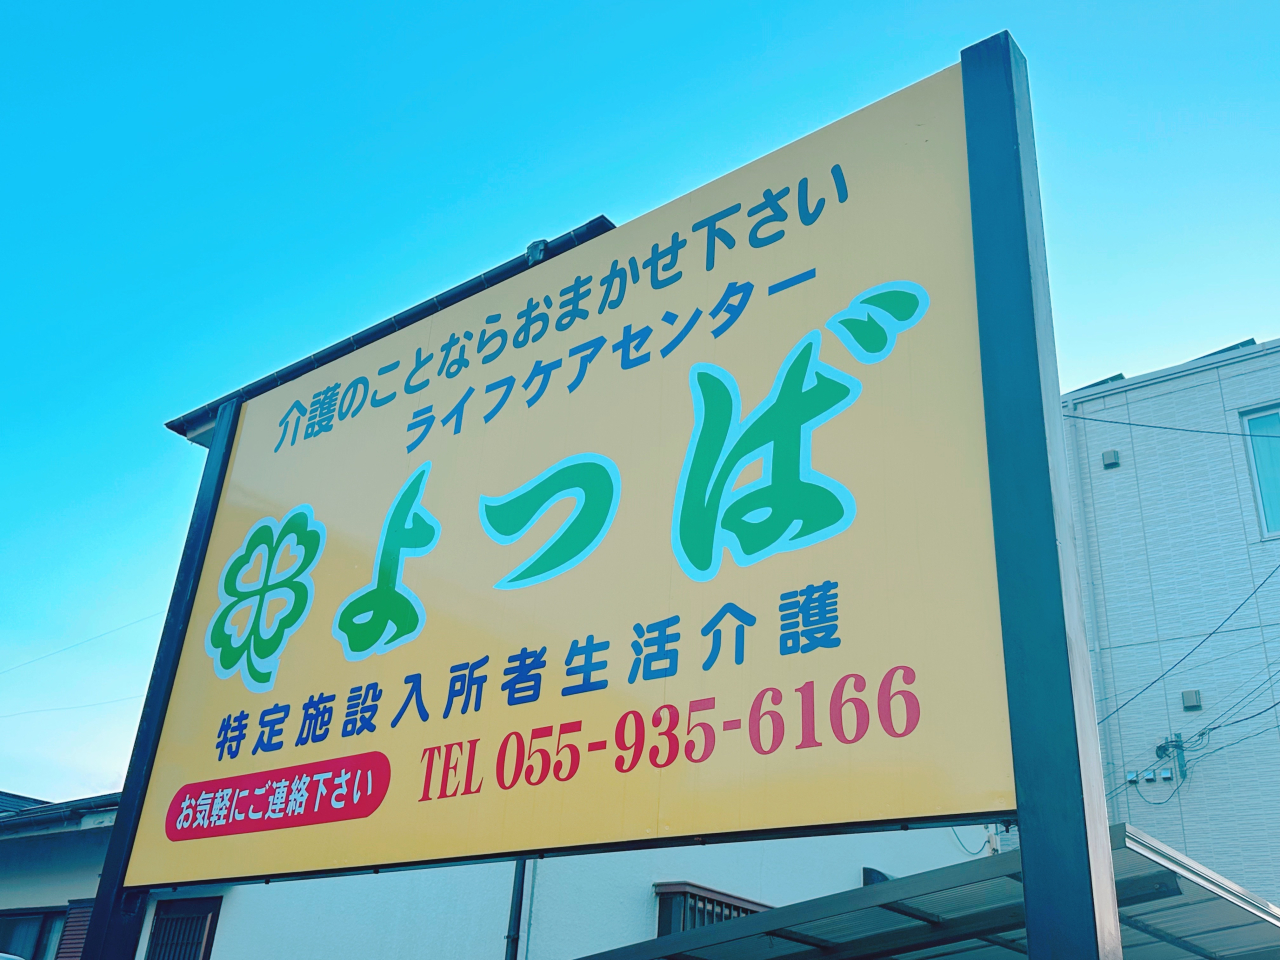 介護のことならおまかせ下さい
ライフケアセンター
よつば
特定施設入所者生活介護
お気軽にご連絡下さい TEL 055-935-6166